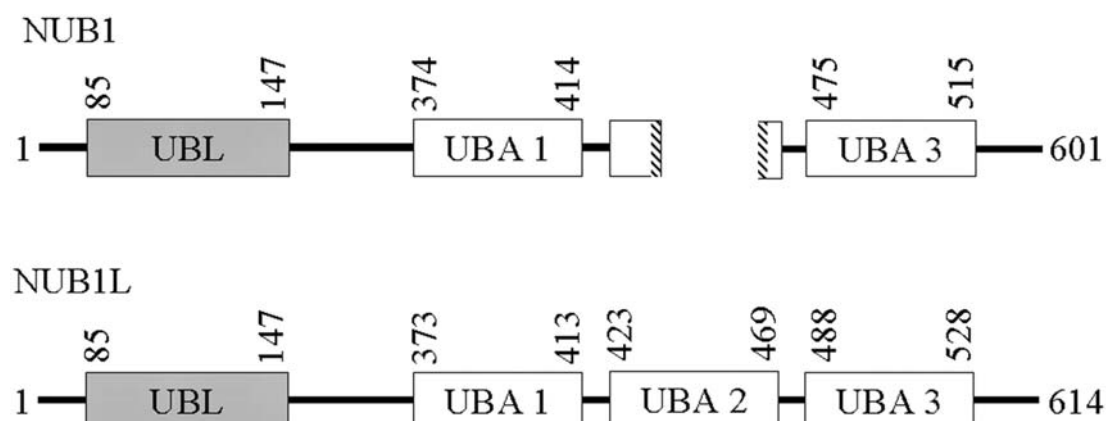 NUB1
85 147 374 414 475 515
1 UBL UBA 1 UBA 3 601
NUB1L
85 147 373 413 423 469 488 528
1 UBL UBA 1 UBA 2 UBA 3 614